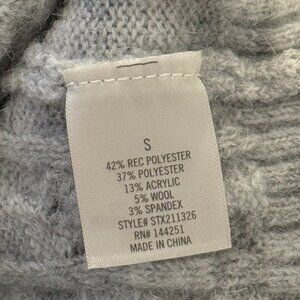 S
42% REC POLYESTER
37% POLYESTER
13% ACRYLIC
5% WOOL
3% SPANDEX
STYLE# STX211326
RN# 144251
MADE IN CHINA